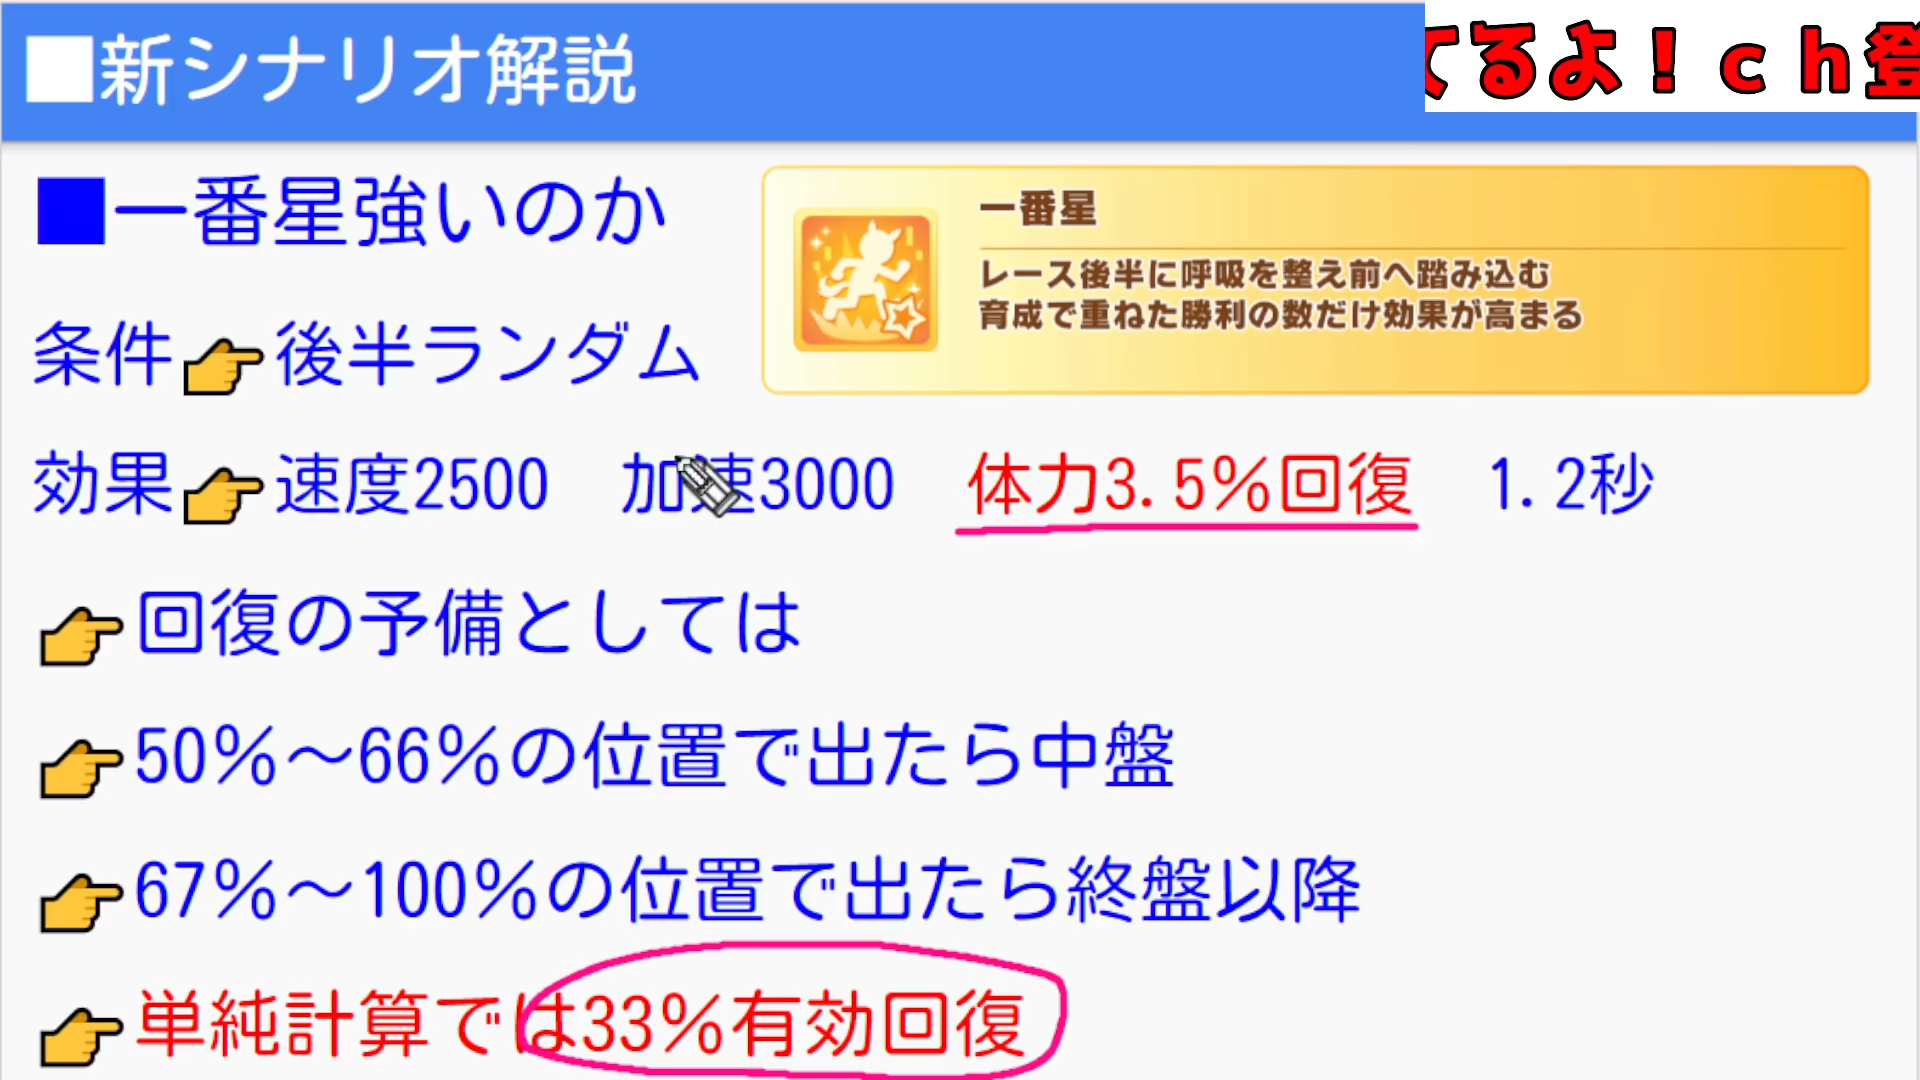 ■新シナリオ解説
てるよ！ｃｈ登
■一番星強いのか
一番星
レース後半に呼吸を整え前へ踏み込む
育成で重ねた勝利の数だけ効果が高まる
条件👉後半ランダム
効果👉速度2500　加速3000　体力3.5％回復　1.2秒
👉回復の予備としては
👉50％～66％の位置で出たら中盤
👉67％～100％の位置で出たら終盤以降
👉単純計算では33％有効回復